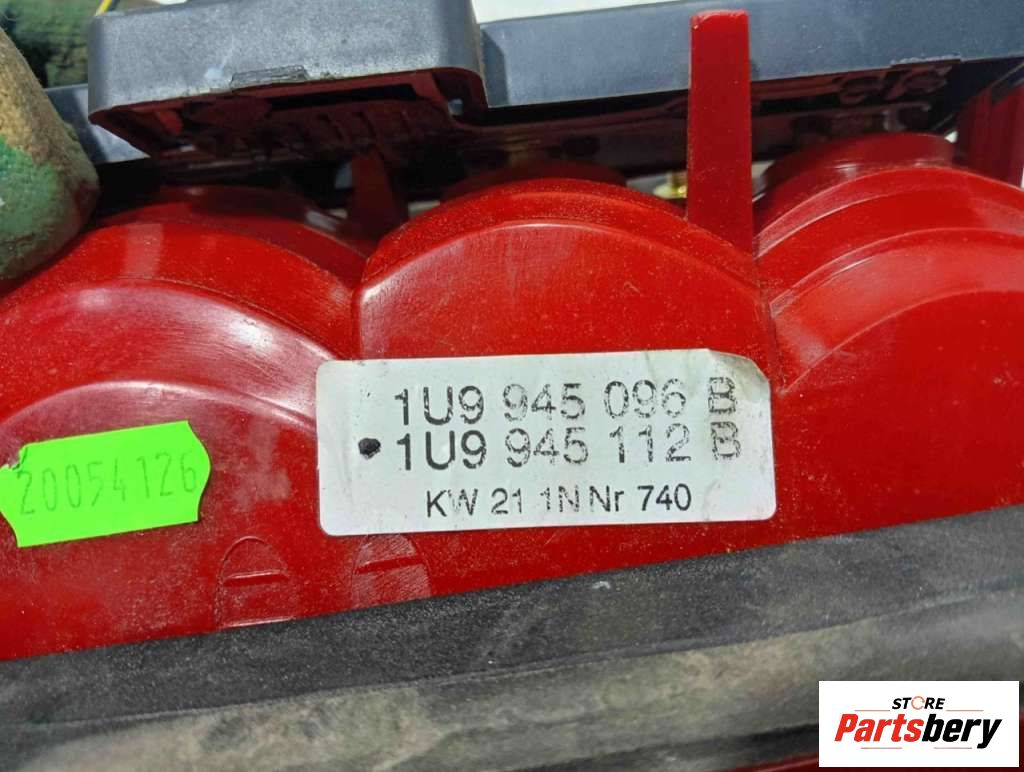 1U9 945 096 B
• 1U9 945 112 B
KW 21 1N Nr 740
20054126
STORE
Partsbery